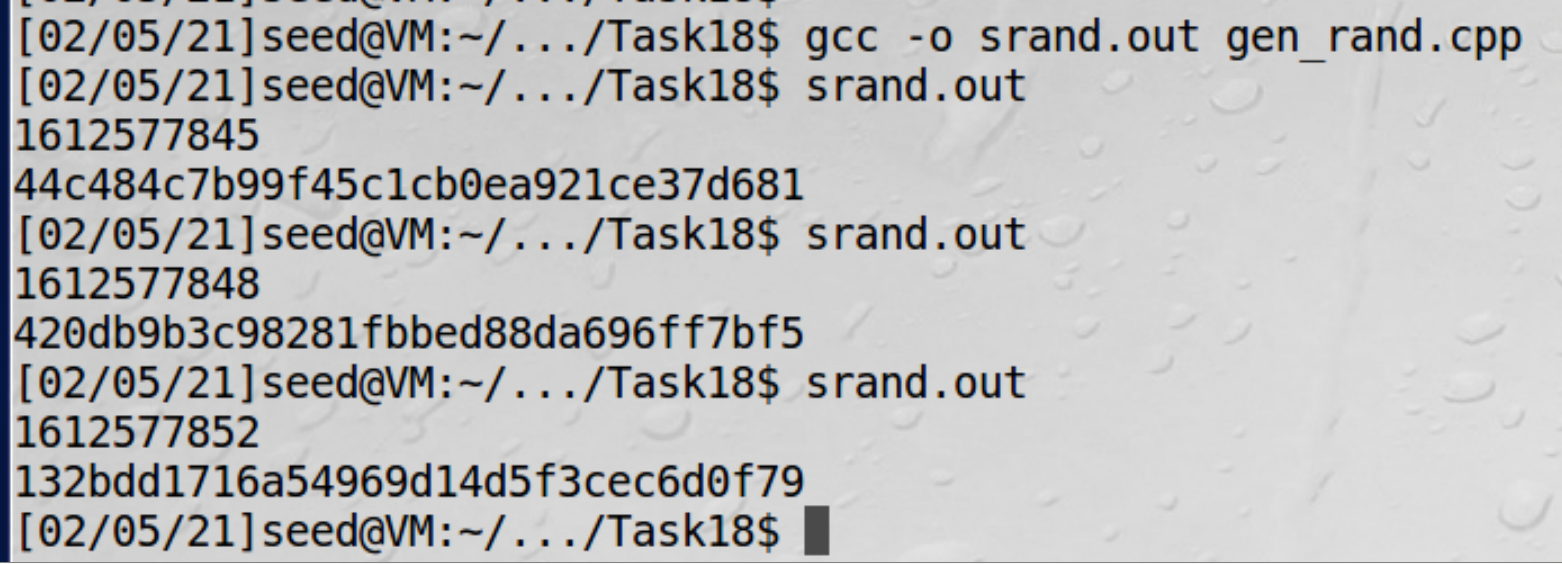 [02/05/21]seed@VM:~/.../Task18$ gcc -o srand.out gen_rand.cpp
[02/05/21]seed@VM:~/.../Task18$ srand.out
1612577845
44c484c7b99f45c1cb0ea921ce37d681
[02/05/21]seed@VM:~/.../Task18$ srand.out
1612577848
420db9b3c98281fbbed88da696ff7bf5
[02/05/21]seed@VM:~/.../Task18$ srand.out
1612577852
132bdd1716a54969d14d5f3cec6d0f79
[02/05/21]seed@VM:~/.../Task18$